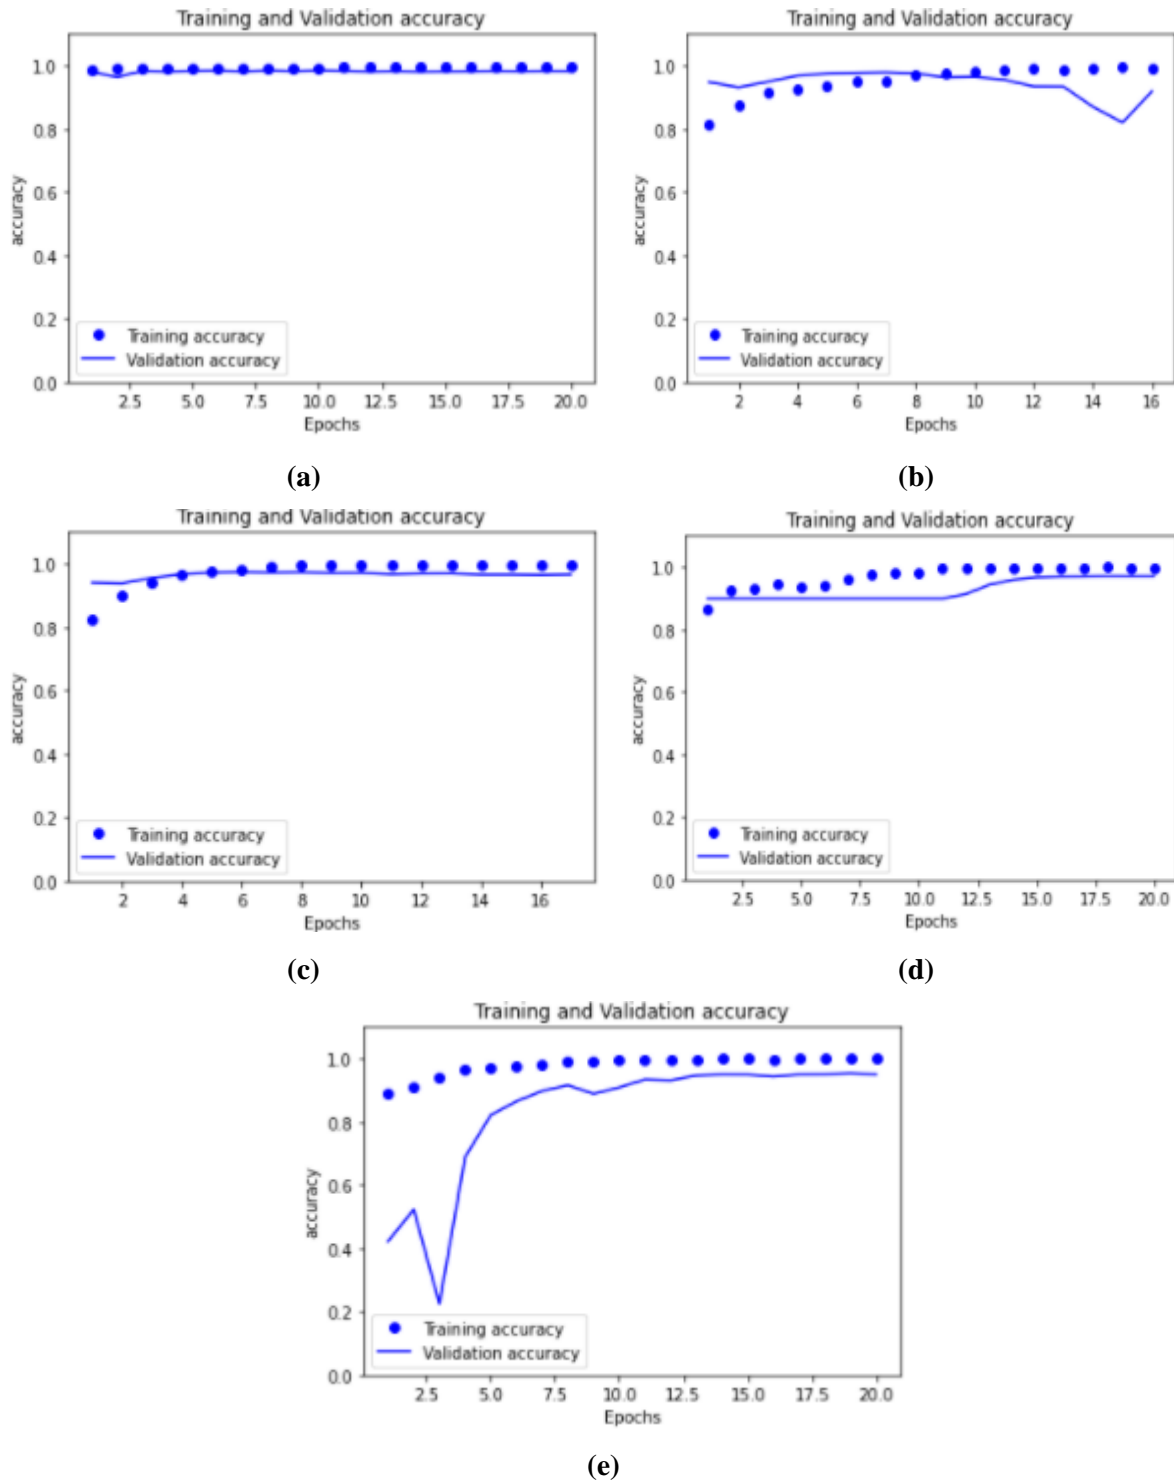 Training and Validation accuracy
1.0
0.8
0.6
0.4
0.2
0.0
accuracy
Training accuracy
Validation accuracy
2.5 5.0 7.5 10.0 12.5 15.0 17.5 20.0
Epochs
(a)
Training and Validation accuracy
1.0
0.8
0.6
0.4
0.2
0.0
accuracy
Training accuracy
Validation accuracy
2 4 6 8 10 12 14 16
Epochs
(b)
Training and Validation accuracy
1.0
0.8
0.6
0.4
0.2
0.0
accuracy
Training accuracy
Validation accuracy
2 4 6 8 10 12 14 16
Epochs
(c)
Training and Validation accuracy
1.0
0.8
0.6
0.4
0.2
0.0
accuracy
Training accuracy
Validation accuracy
2.5 5.0 7.5 10.0 12.5 15.0 17.5 20.0
Epochs
(d)
Training and Validation accuracy
1.0
0.8
0.6
0.4
0.2
0.0
accuracy
Training accuracy
Validation accuracy
2.5 5.0 7.5 10.0 12.5 15.0 17.5 20.0
Epochs
(e)